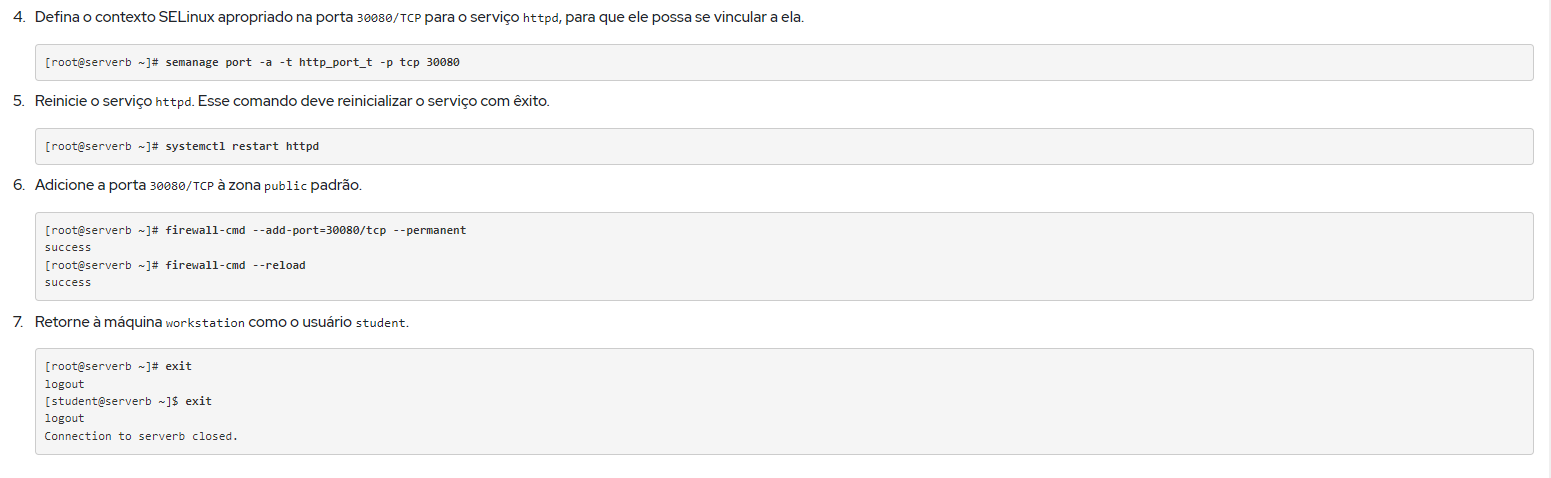 4. Defina o contexto SELinux apropriado na porta 30080/TCP para o serviço httpd, para que ele possa se vincular a ela.
[root@serverb ~]# semanage port -a -t http_port_t -p tcp 30080
5. Reinicie o serviço httpd. Esse comando deve reinicializar o serviço com êxito.
[root@serverb ~]# systemctl restart httpd
6. Adicione a porta 30080/TCP à zona public padrão.
[root@serverb ~]# firewall-cmd --add-port=30080/tcp --permanent
success
[root@serverb ~]# firewall-cmd --reload
success
7. Retorne à máquina workstation como o usuário student.
[root@serverb ~]# exit
logout
[student@serverb ~]$ exit
logout
Connection to serverb closed.